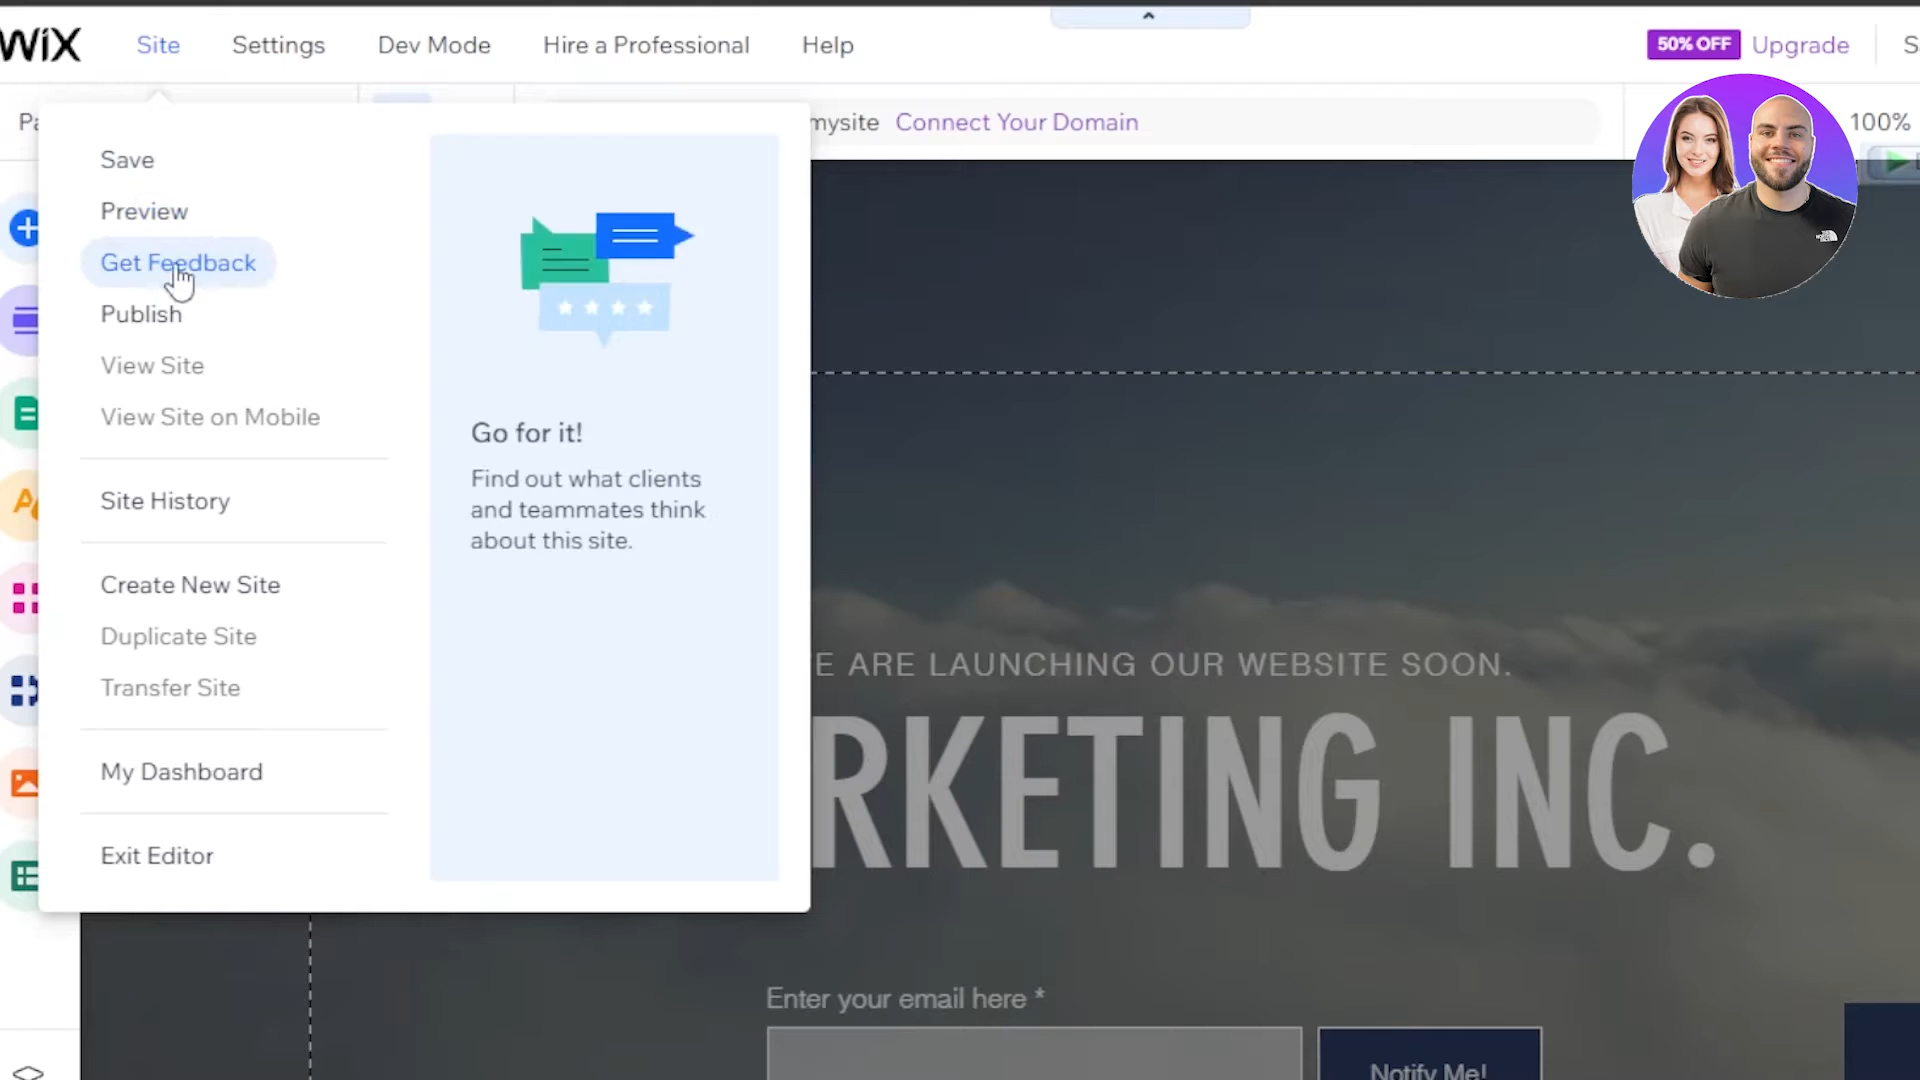 WiX Site Settings Dev Mode Hire a Professional Help 50% OFF Upgrade
mysite Connect Your Domain 100%
Save
Preview
Get Feedback
Publish
View Site
View Site on Mobile
Site History
Create New Site
Duplicate Site
Transfer Site
My Dashboard
Exit Editor
Go for it!
Find out what clients
and teammates think
about this site.
E ARE LAUNCHING OUR WEBSITE SOON.
RKETING INC.
Enter your email here *
Notify Me!